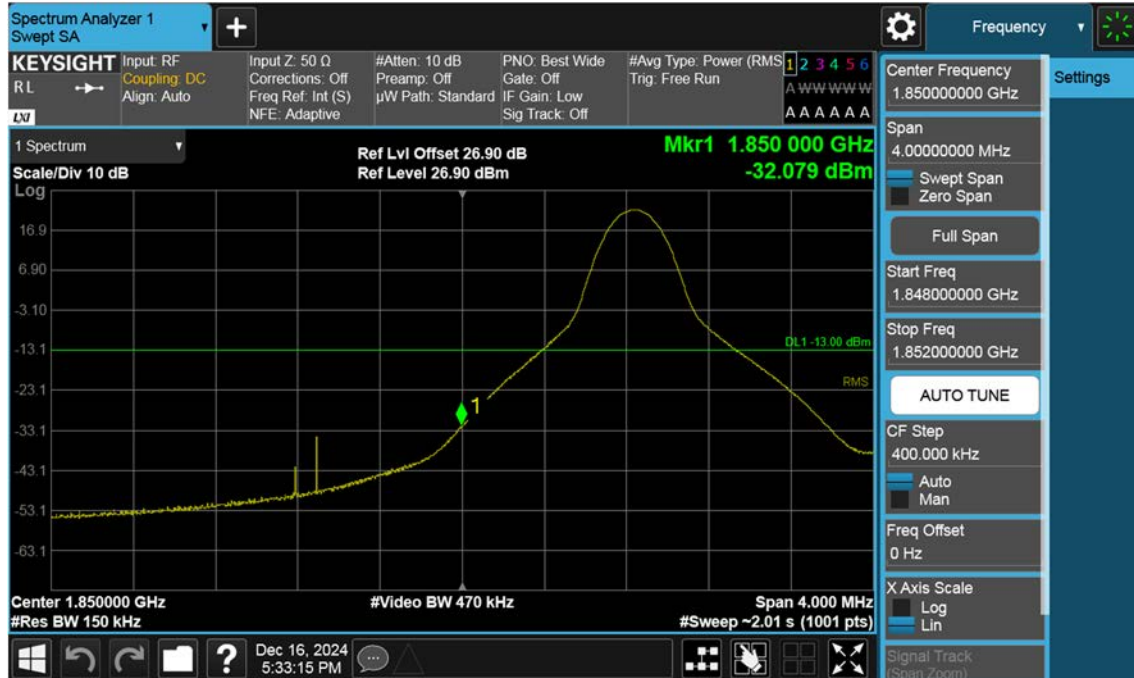 Spectrum Analyzer 1
Swept SA
Frequency
KEYSIGHT
RL
LXI
Input: RF
Coupling: DC
Align: Auto
Input Z: 50 Ω
Corrections: Off
Freq Ref: Int (S)
NFE: Adaptive
#Atten: 10 dB
Preamp: Off
µW Path: Standard
PNO: Best Wide
Gate: Off
IF Gain: Low
Sig Track: Off
#Avg Type: Power (RMS
Trig: Free Run
1 2 3 4 5 6
A W W W W W
A A A A A A
1 Spectrum
Scale/Div 10 dB
Log
Ref Lvl Offset 26.90 dB
Ref Level 26.90 dBm
Mkr1 1.850 000 GHz
-32.079 dBm
16.9
6.90
-3.10
-13.1
-23.1
-33.1
-43.1
-53.1
-63.1
DL1 -13.00 dBm
RMS
1
Center 1.850000 GHz
#Res BW 150 kHz
#Video BW 470 kHz
Span 4.000 MHz
#Sweep ~2.01 s (1001 pts)
Dec 16, 2024
5:33:15 PM
Settings
Center Frequency
1.850000000 GHz
Span
4.00000000 MHz
Swept Span
Zero Span
Full Span
Start Freq
1.848000000 GHz
Stop Freq
1.852000000 GHz
AUTO TUNE
CF Step
400.000 kHz
Auto
Man
Freq Offset
0 Hz
X Axis Scale
Log
Lin
Signal Track
(Span Zoom)